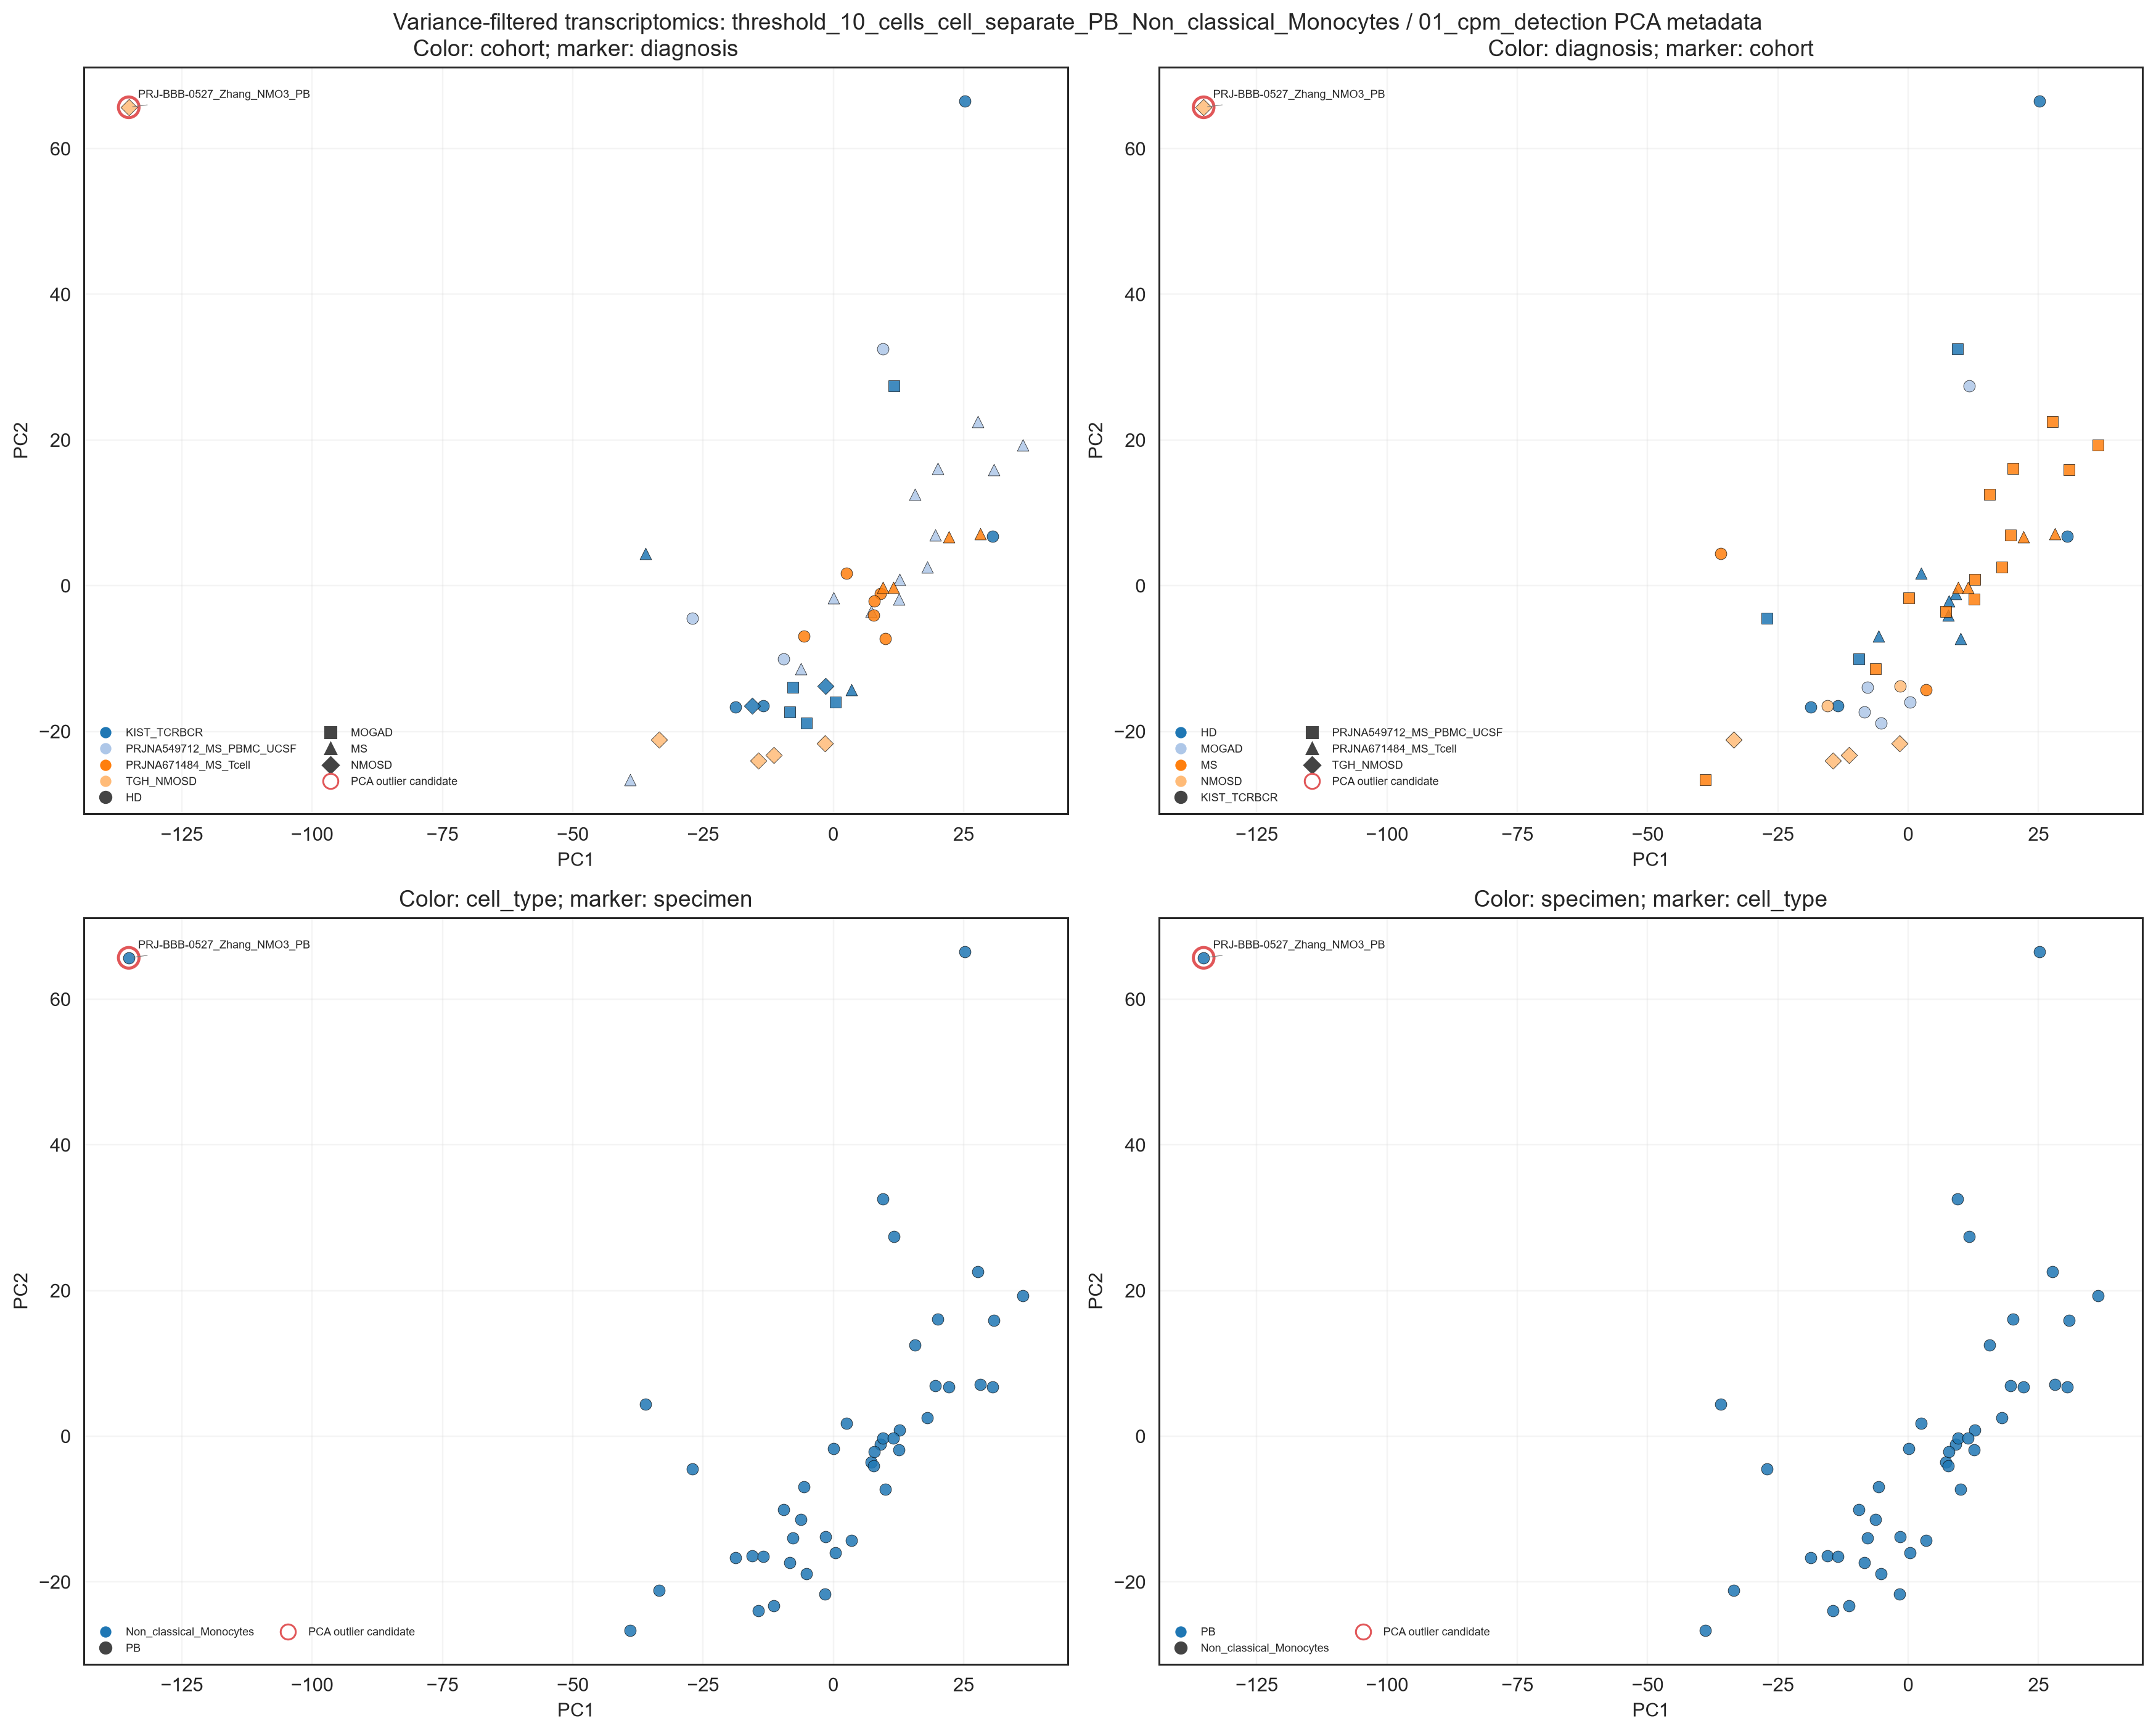 Variance-filtered transcriptomics: threshold_10_cells_cell_separate_PB_Non_classical_Monocytes / 01_cpm_detection PCA metadata
Color: cohort; marker: diagnosis
PRJ-BBB-0527_Zhang_NMO3_PB
60
40
20
0
−20
PC2
KIST_TCRBCR
PRJNA549712_MS_PBMC_UCSF
PRJNA671484_MS_Tcell
TGH_NMOSD
HD
MOGAD
MS
NMOSD
PCA outlier candidate
−125 −100 −75 −50 −25 0 25
PC1
Color: diagnosis; marker: cohort
PRJ-BBB-0527_Zhang_NMO3_PB
60
40
20
0
−20
PC2
HD
MOGAD
MS
NMOSD
KIST_TCRBCR
PRJNA549712_MS_PBMC_UCSF
PRJNA671484_MS_Tcell
TGH_NMOSD
PCA outlier candidate
−125 −100 −75 −50 −25 0 25
PC1
Color: cell_type; marker: specimen
PRJ-BBB-0527_Zhang_NMO3_PB
60
40
20
0
−20
PC2
Non_classical_Monocytes
PB
PCA outlier candidate
−125 −100 −75 −50 −25 0 25
PC1
Color: specimen; marker: cell_type
PRJ-BBB-0527_Zhang_NMO3_PB
60
40
20
0
−20
PC2
PB
Non_classical_Monocytes
PCA outlier candidate
−125 −100 −75 −50 −25 0 25
PC1